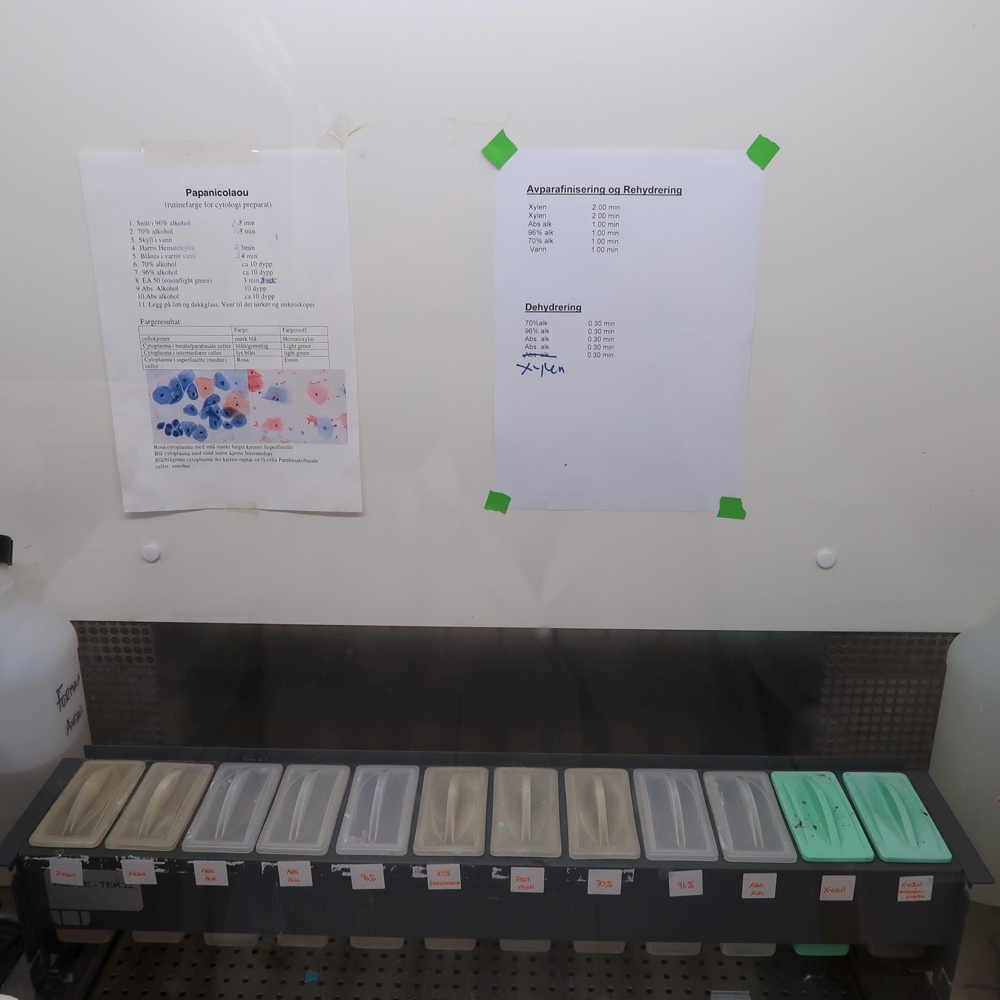 Papanicolaou
(rutinefarge for cytologi preparat)
1. Snitt i 96% alkohol 2 3 min
2. 70% alkohol 3 min
3. Skyll i vann
4. Harris Hematoxylin 2, 3min
5. Blånes i varmt vann 3 4 min
6. 70% alkohol ca 10 dypp
7. 96% alkohol ca 10 dypp
8 EA 50 (eosin/light green) 3 min 3 sek
9 Abs. Alkohol 10 dypp
10.Abs alkohol ca 10 dypp
11. Legg på lim og dekkglass. Vent til det tørker og mikroskoper.
Fargeresultat:
Farge: Fargestoff:
cellekjerner mørk blå Hematoxylin
Cytoplasma i basale/parabasale celler blått/grønnlig Light green
Cytoplasma i intermediære celler lys blått light green
Cytoplasma i superfisielle (modne) Rosa Eosin
celler
Rosa cytoplasma med små mørkt farget kjerner:Superfisielle
Blå cytoplasma med rund større kjerne Intermediær
Blå/blågrønn cytoplasma der kjerna opptar ca ½ cella Parabasale/basale
celler, umodne
Avparafinisering og Rehydrering
Xylen 2.00 min
Xylen 2.00 min
Abs alk 1.00 min
96% alk 1.00 min
70% alk 1.00 min
Vann 1.00 min
Dehydrering
70%alk 0.30 min
96% alk 0.30 min
Abs. alk 0.30 min
Abs. alk 0.30 min
Abs. alk 0.30 min
Xylen
FORMALIN
AVFALL
XYLEN
XYLEN
ABS
ALK
ABS
ALK
96%
70%
DEHYDRERING
DEST.
VANN
70%
96%
ABS
ALK
XYLEN
XYLEN
AVPARAFINI-
SERING
- TEK II